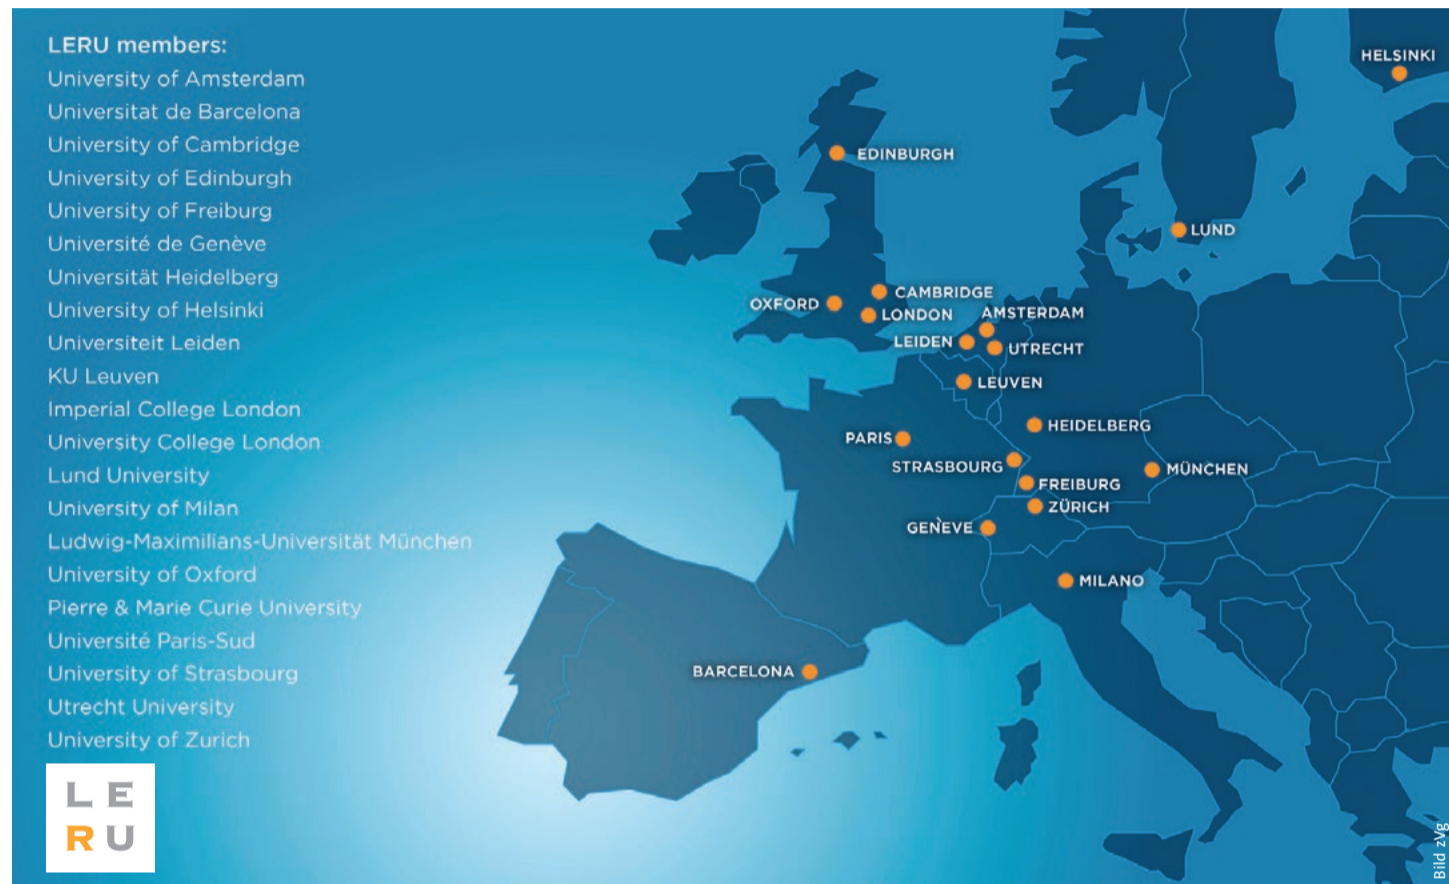 LERU members:
University of Amsterdam
Universitat de Barcelona
University of Cambridge
University of Edinburgh
University of Freiburg
Université de Genève
Universität Heidelberg
University of Helsinki
Universiteit Leiden
KU Leuven
Imperial College London
University College London
Lund University
University of Milan
Ludwig-Maximilians-Universität München
University of Oxford
Pierre & Marie Curie University
Université Paris-Sud
University of Strasbourg
Utrecht University
University of Zurich
L E
R U
HELSINKI
EDINBURGH
LUND
CAMBRIDGE
OXFORD
LONDON
AMSTERDAM
LEIDEN
UTRECHT
LEUVEN
HEIDELBERG
PARIS
STRASBOURG
MÜNCHEN
FREIBURG
ZÜRICH
GENÈVE
MILANO
BARCELONA
Bild zVg